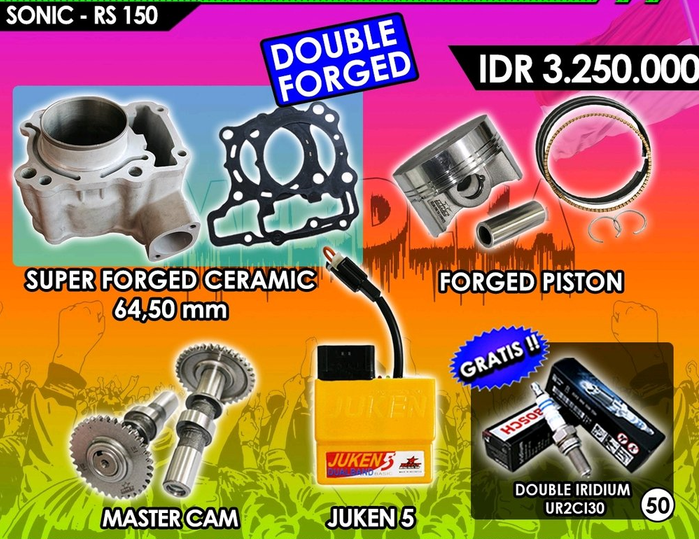 SONIC - RS 150
DOUBLE
FORGED
IDR 3.250.000
SUPER FORGED CERAMIC
64,50 mm
FORGED PISTON
JUKEN
JUKEN 5
GRATIS !!
BOSCH
MASTER CAM
JUKEN 5
DOUBLE IRIDIUM
UR2CI30
50